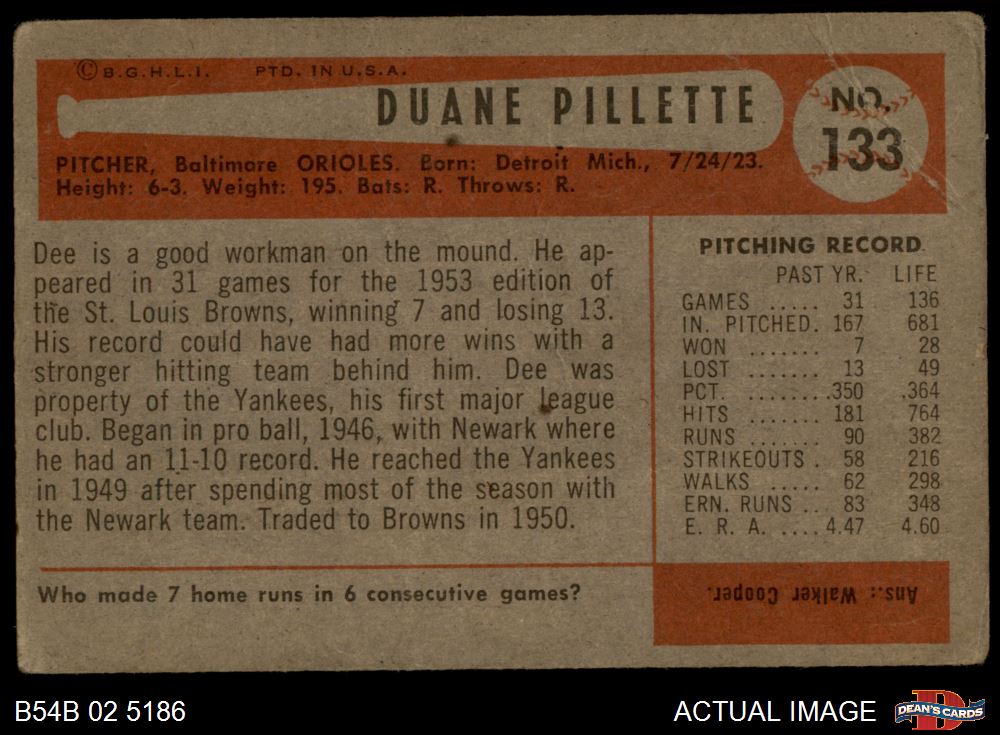 © B.G.H.L.I. PTD. IN U.S.A.
DUANE PILLETTE
NO.
133
PITCHER, Baltimore ORIOLES. Born: Detroit Mich., 7/24/23.
Height: 6-3. Weight: 195. Bats: R. Throws: R.
Dee is a good workman on the mound. He ap-
peared in 31 games for the 1953 edition of
the St. Louis Browns, winning 7 and losing 13.
His record could have had more wins with a
stronger hitting team behind him. Dee was
property of the Yankees, his first major league
club. Began in pro ball, 1946, with Newark where
he had an 11-10 record. He reached the Yankees
in 1949 after spending most of the season with
the Newark team. Traded to Browns in 1950.
PITCHING RECORD
PAST YR. LIFE
GAMES ...... 31 136
IN. PITCHED. 167 681
WON ....... 7 28
LOST ....... 13 49
PCT. ........350 .364
HITS ....... 181 764
RUNS ....... 90 382
STRIKEOUTS . 58 216
WALKS ..... 62 298
ERN. RUNS ... 83 348
E. R. A. ....4.47 4.60
Who made 7 home runs in 6 consecutive games?
Ans.: Walker Cooper.
B54B 02 5186
ACTUAL IMAGE
DEAN'S CARDS